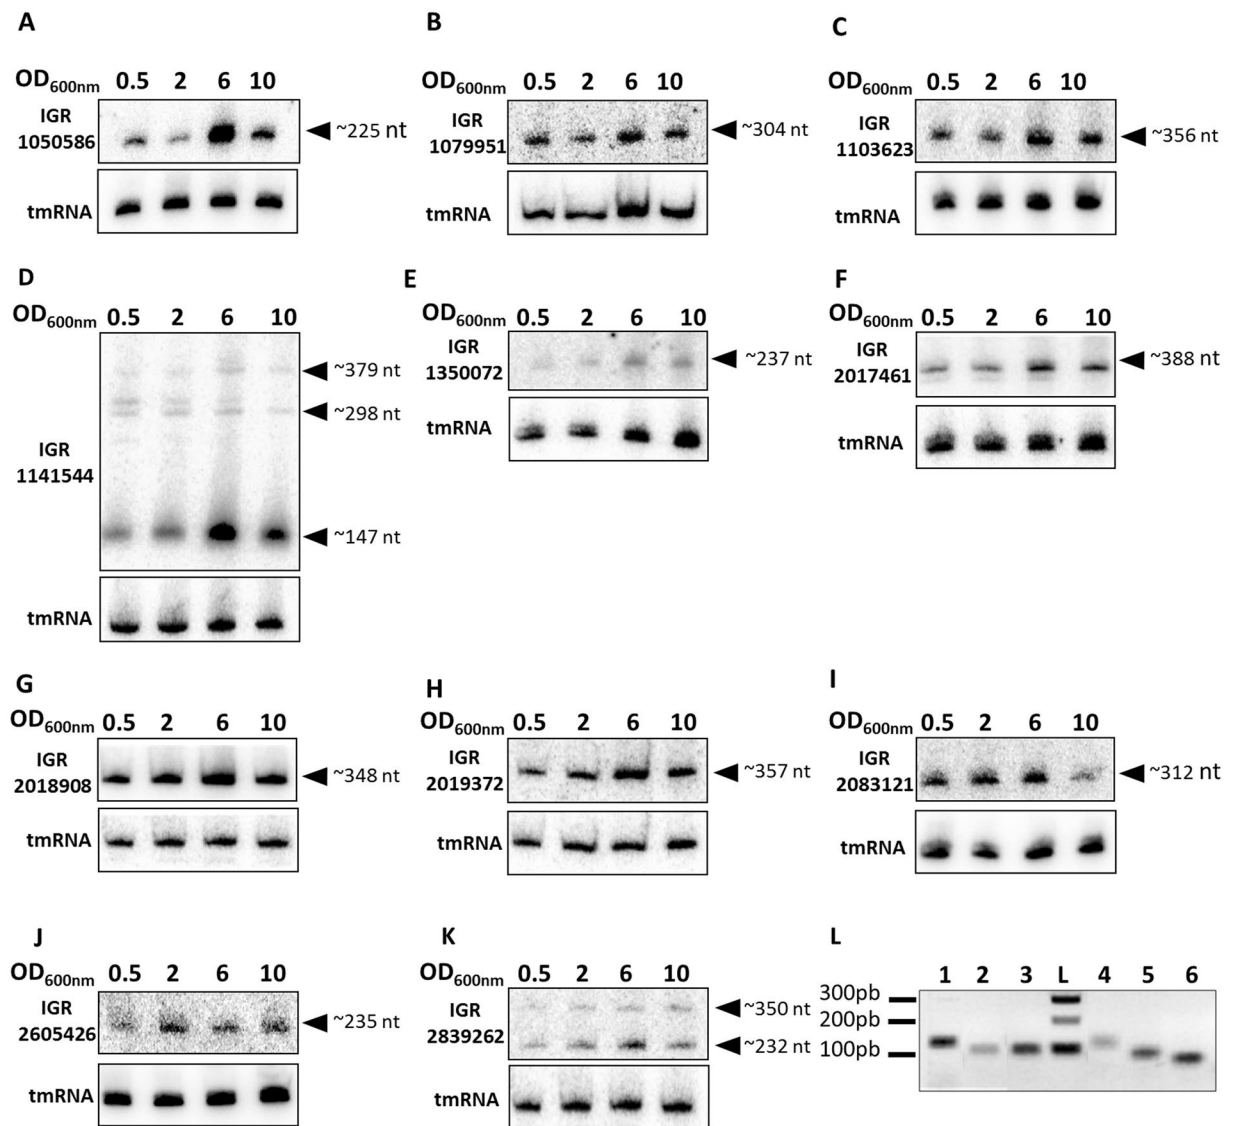 A
OD600nm 0.5 2 6 10
IGR
1050586
~225 nt
tmRNA
B
OD600nm 0.5 2 6 10
IGR
1079951
~304 nt
tmRNA
C
OD600nm 0.5 2 6 10
IGR
1103623
~356 nt
tmRNA
D
OD600nm 0.5 2 6 10
~379 nt
~298 nt
IGR
1141544
~147 nt
tmRNA
E
OD600nm 0.5 2 6 10
IGR
1350072
~237 nt
tmRNA
F
OD600nm 0.5 2 6 10
IGR
2017461
~388 nt
tmRNA
G
OD600nm 0.5 2 6 10
IGR
2018908
~348 nt
tmRNA
H
OD600nm 0.5 2 6 10
IGR
2019372
~357 nt
tmRNA
I
OD600nm 0.5 2 6 10
IGR
2083121
~312 nt
tmRNA
J
OD600nm 0.5 2 6 10
IGR
2605426
~235 nt
tmRNA
K
OD600nm 0.5 2 6 10
IGR
2839262
~350 nt
~232 nt
tmRNA
L
1 2 3 L 4 5 6
300pb
200pb
100pb